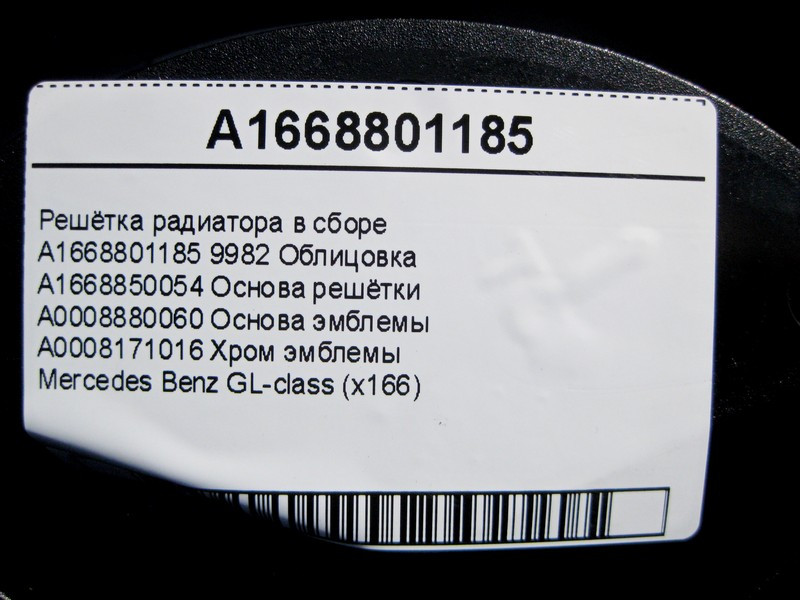 A1668801185
Решётка радиатора в сборе
A1668801185 9982 Облицовка
A1668850054 Основа решётки
A0008880060 Основа эмблемы
A0008171016 Хром эмблемы
Mercedes Benz GL-class (x166)